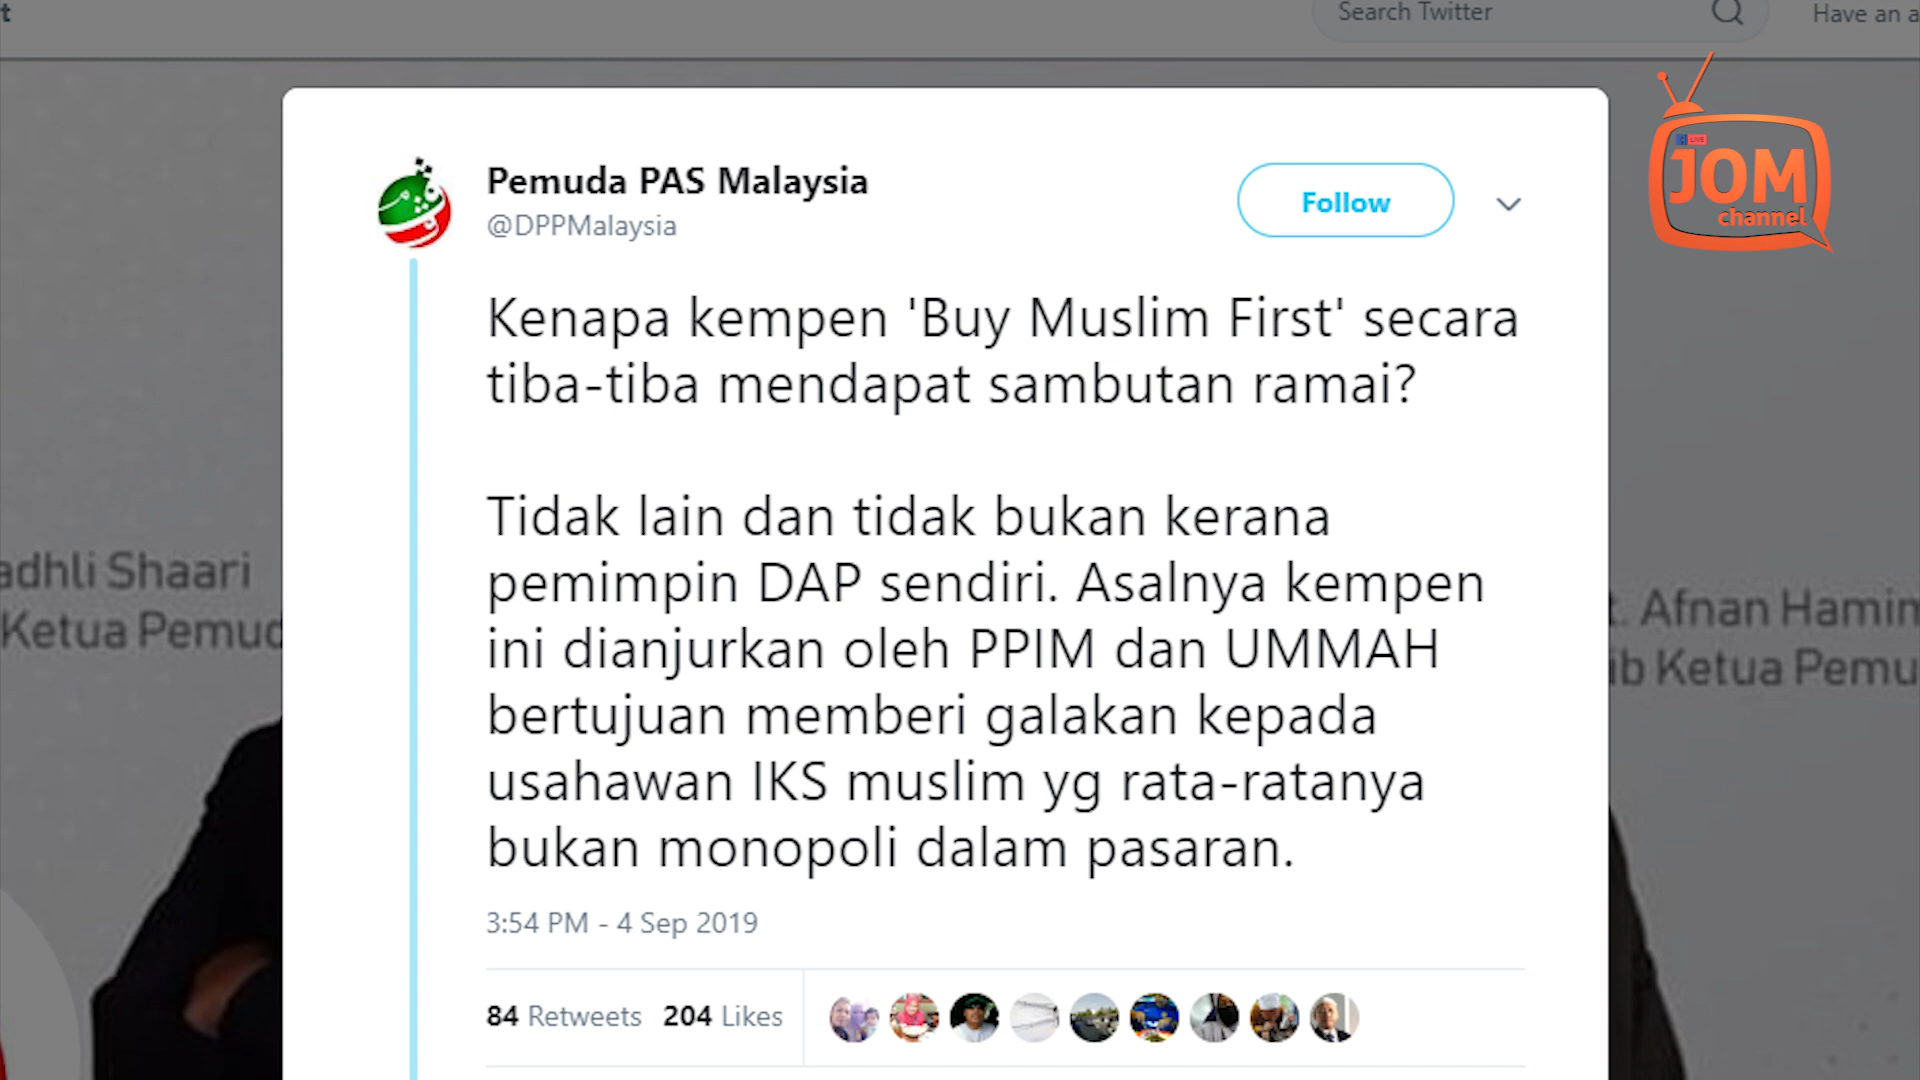 Search Twitter
Have an a
LIVE
JOM
channel
Pemuda PAS Malaysia
@DPPMalaysia
Follow
Kenapa kempen 'Buy Muslim First' secara
tiba-tiba mendapat sambutan ramai?
Tidak lain dan tidak bukan kerana
pemimpin DAP sendiri. Asalnya kempen
ini dianjurkan oleh PPIM dan UMMAH
bertujuan memberi galakan kepada
usahawan IKS muslim yg rata-ratanya
bukan monopoli dalam pasaran.
3:54 PM - 4 Sep 2019
84 Retweets 204 Likes
adhli Shaari
Ketua Pemud
t. Afnan Hamim
ib Ketua Pemu